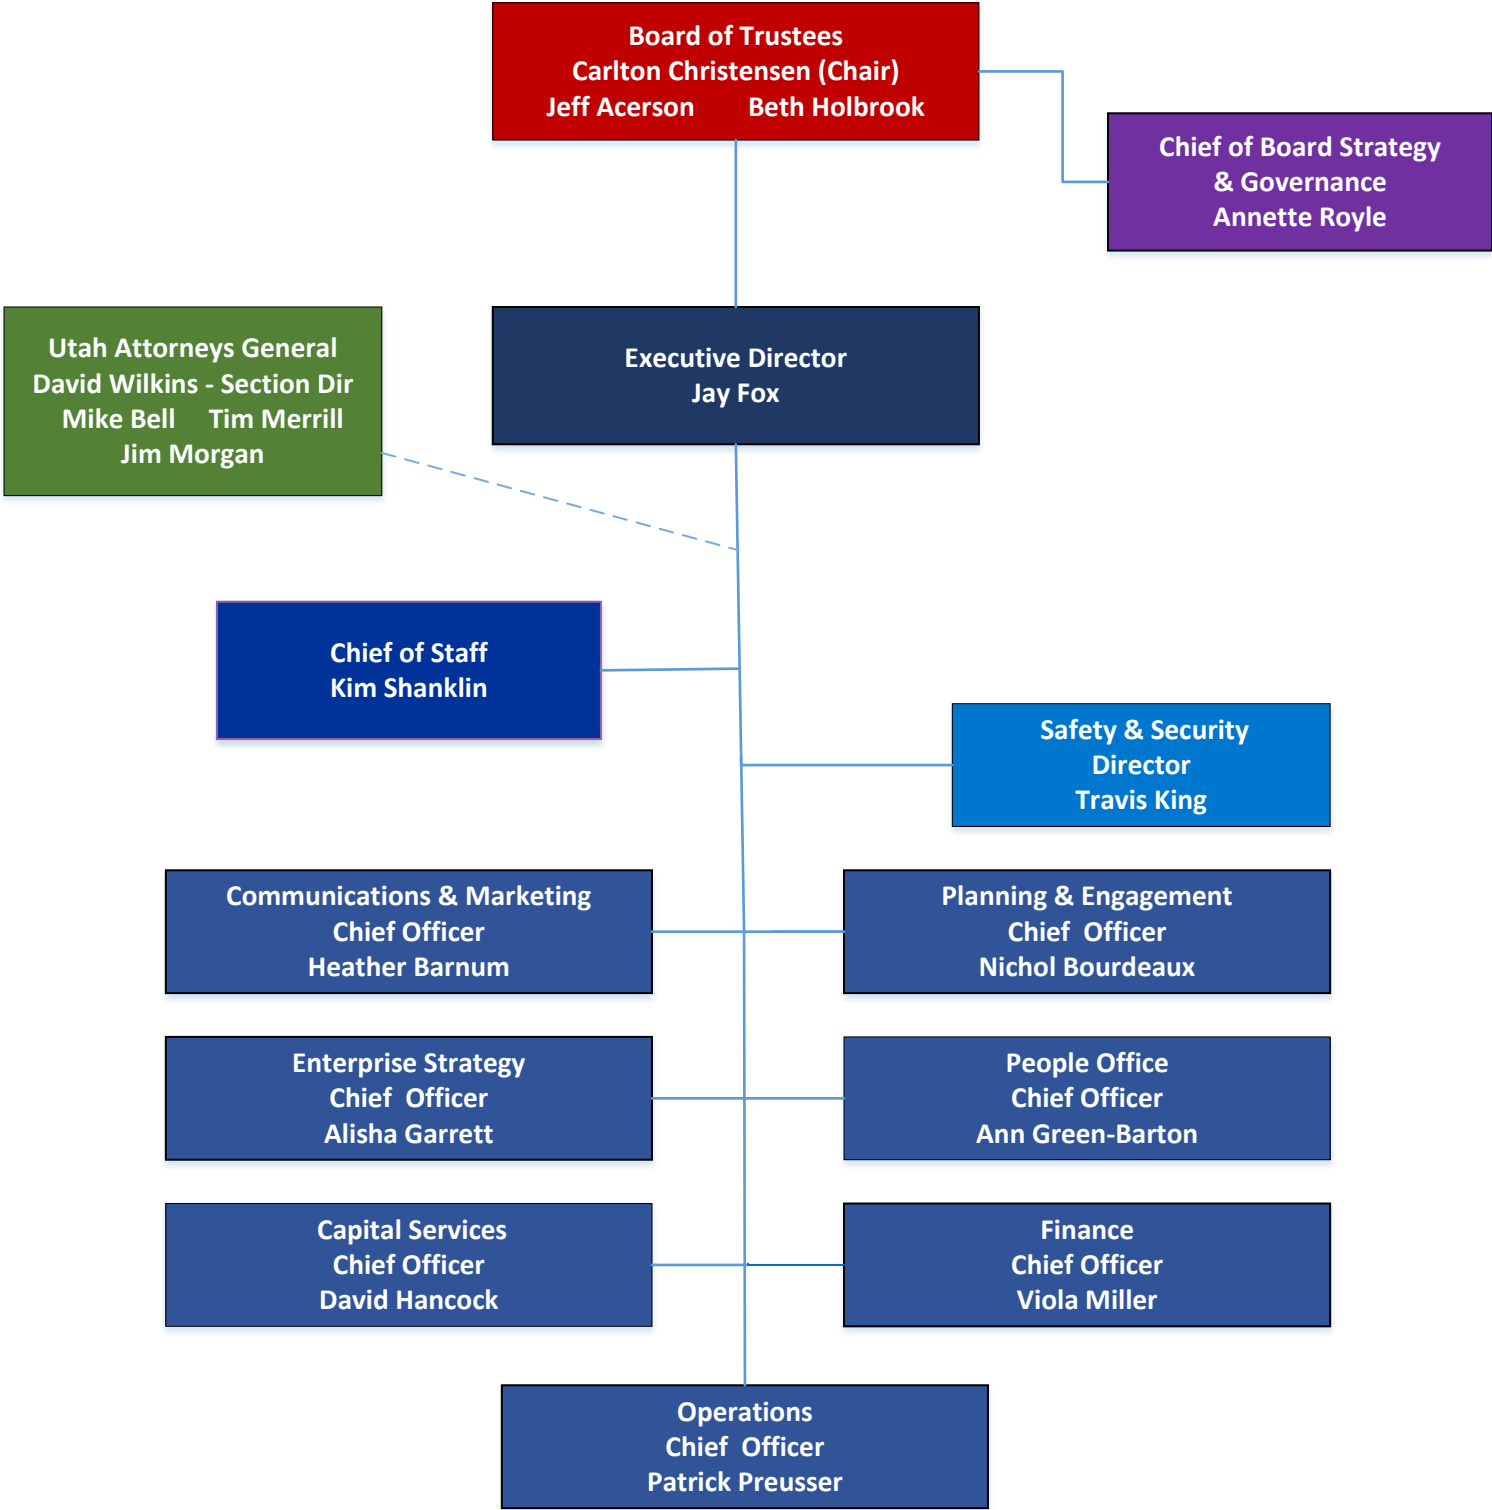 Board of Trustees
Carlton Christensen (Chair)
Jeff Acerson Beth Holbrook
Chief of Board Strategy
& Governance
Annette Royle
Utah Attorneys General
David Wilkins - Section Dir
Mike Bell Tim Merrill
Jim Morgan
Executive Director
Jay Fox
Chief of Staff
Kim Shanklin
Safety & Security
Director
Travis King
Communications & Marketing
Chief Officer
Heather Barnum
Planning & Engagement
Chief Officer
Nichol Bourdeaux
Enterprise Strategy
Chief Officer
Alisha Garrett
People Office
Chief Officer
Ann Green-Barton
Capital Services
Chief Officer
David Hancock
Finance
Chief Officer
Viola Miller
Operations
Chief Officer
Patrick Preusser